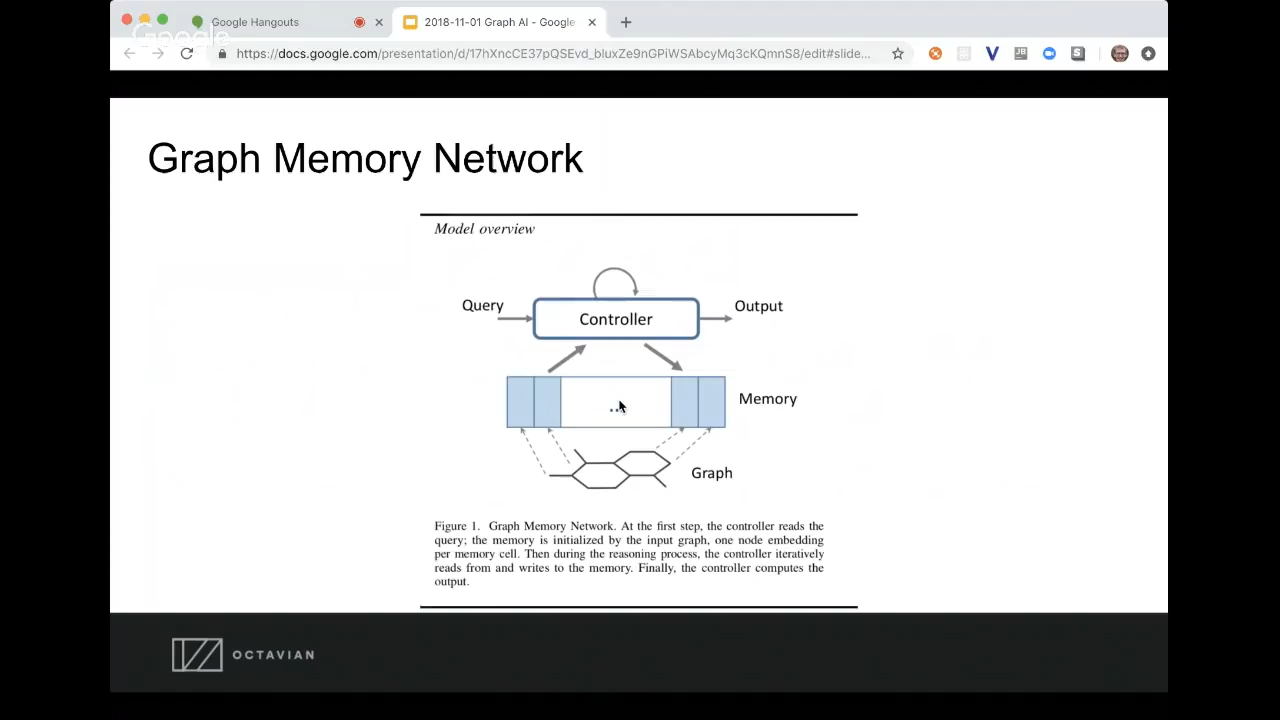 Google Hangouts
2018-11-01 Graph AI - Google
Google
https://docs.google.com/presentation/d/17hXncCE37pQSEvd_bluxZe9nGPiWSAbcyMq3cKQmnS8/edit#slide...
V
JB
S
Graph Memory Network
Model overview
Query
Controller
Output
...
Memory
Graph
Figure 1. Graph Memory Network. At the first step, the controller reads the
query; the memory is initialized by the input graph, one node embedding
per memory cell. Then during the reasoning process, the controller iteratively
reads from and writes to the memory. Finally, the controller computes the
output.
OCTAVIAN